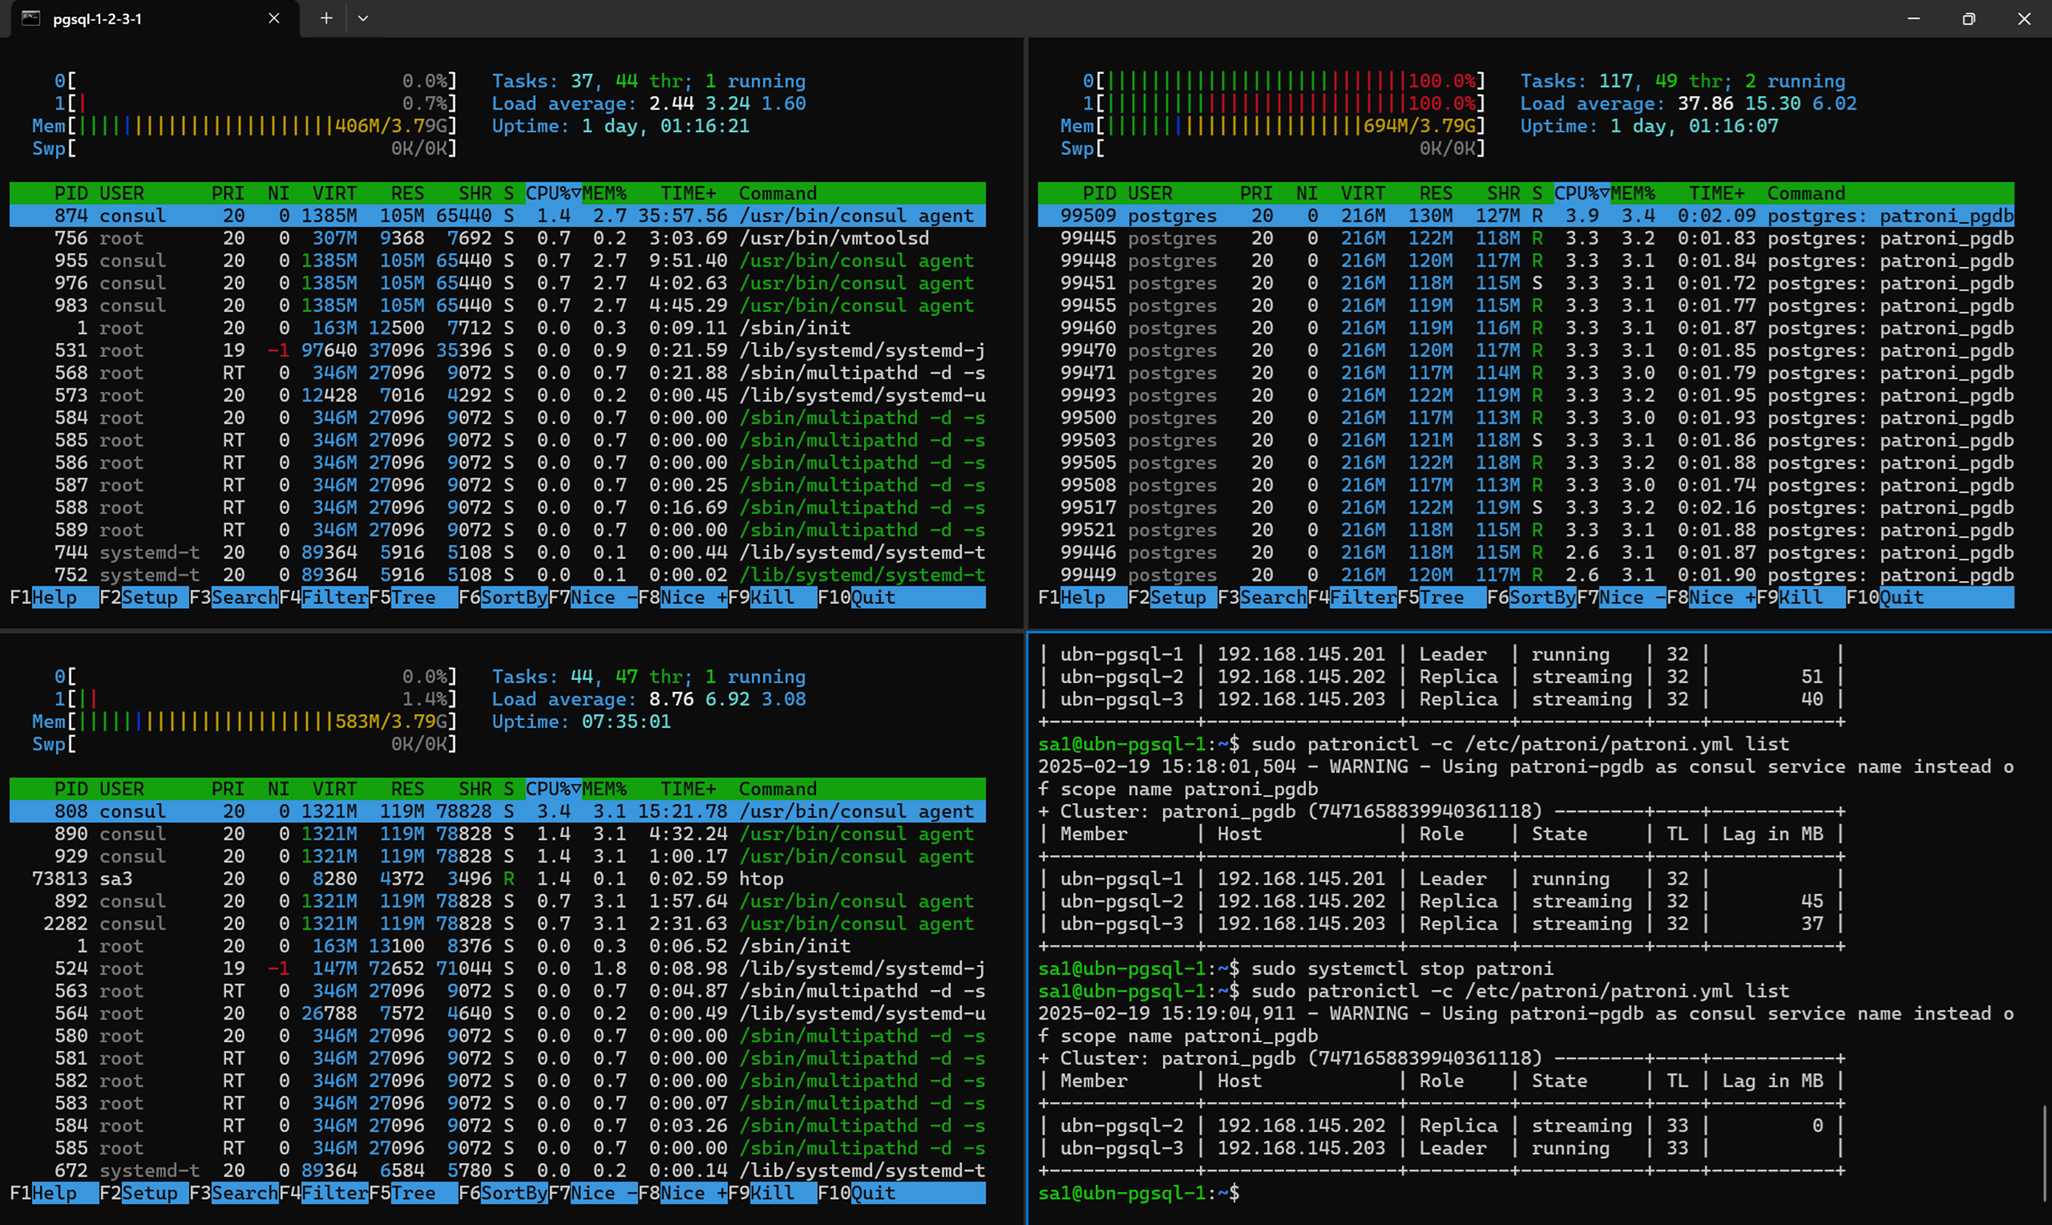 pgsql-1-2-3-1
0[ 0.0%] Tasks: 37, 44 thr; 1 running
1[| 0.7%] Load average: 2.44 3.24 1.60
Mem[||||||||||||||||||||||||406M/3.79G] Uptime: 1 day, 01:16:21
Swp[ 0K/0K]
PID USER PRI NI VIRT RES SHR S CPU%▽MEM% TIME+ Command
874 consul 20 0 1385M 105M 65440 S 1.4 2.7 35:57.56 /usr/bin/consul agent
756 root 20 0 307M 9368 7692 S 0.7 0.2 3:03.69 /usr/bin/vmtoolsd
955 consul 20 0 1385M 105M 65440 S 0.7 2.7 9:51.40 /usr/bin/consul agent
976 consul 20 0 1385M 105M 65440 S 0.7 2.7 4:02.63 /usr/bin/consul agent
983 consul 20 0 1385M 105M 65440 S 0.7 2.7 4:45.29 /usr/bin/consul agent
1 root 20 0 163M 12500 7712 S 0.0 0.3 0:09.11 /sbin/init
531 root 19 -1 97640 37096 35396 S 0.0 0.9 0:21.59 /lib/systemd/systemd-j
568 root RT 0 346M 27096 9072 S 0.0 0.7 0:21.88 /sbin/multipathd -d -s
573 root 20 0 12428 7016 4292 S 0.0 0.2 0:00.45 /lib/systemd/systemd-u
584 root 20 0 346M 27096 9072 S 0.0 0.7 0:00.00 /sbin/multipathd -d -s
585 root RT 0 346M 27096 9072 S 0.0 0.7 0:00.00 /sbin/multipathd -d -s
586 root RT 0 346M 27096 9072 S 0.0 0.7 0:00.00 /sbin/multipathd -d -s
587 root RT 0 346M 27096 9072 S 0.0 0.7 0:00.25 /sbin/multipathd -d -s
588 root RT 0 346M 27096 9072 S 0.0 0.7 0:16.69 /sbin/multipathd -d -s
589 root RT 0 346M 27096 9072 S 0.0 0.7 0:00.00 /sbin/multipathd -d -s
744 systemd-t 20 0 89364 5916 5108 S 0.0 0.1 0:00.44 /lib/systemd/systemd-t
752 systemd-t 20 0 89364 5916 5108 S 0.0 0.1 0:00.02 /lib/systemd/systemd-t
F1Help F2Setup F3SearchF4FilterF5Tree F6SortByF7Nice -F8Nice +F9Kill F10Quit
0[|||||||||||||||||||||||||||100.0%] Tasks: 117, 49 thr; 2 running
1[|||||||||||||||||||||||||||100.0%] Load average: 37.86 15.30 6.02
Mem[|||||||||||||||||||||||694M/3.79G] Uptime: 1 day, 01:16:07
Swp[ 0K/0K]
PID USER PRI NI VIRT RES SHR S CPU%▽MEM% TIME+ Command
99509 postgres 20 0 216M 130M 127M R 3.9 3.4 0:02.09 postgres: patroni_pgdb
99445 postgres 20 0 216M 122M 118M R 3.3 3.2 0:01.83 postgres: patroni_pgdb
99448 postgres 20 0 216M 120M 117M R 3.3 3.1 0:01.84 postgres: patroni_pgdb
99451 postgres 20 0 216M 118M 115M S 3.3 3.1 0:01.72 postgres: patroni_pgdb
99455 postgres 20 0 216M 119M 115M R 3.3 3.1 0:01.77 postgres: patroni_pgdb
99460 postgres 20 0 216M 119M 116M R 3.3 3.1 0:01.87 postgres: patroni_pgdb
99470 postgres 20 0 216M 120M 117M R 3.3 3.1 0:01.85 postgres: patroni_pgdb
99471 postgres 20 0 216M 117M 114M R 3.3 3.0 0:01.79 postgres: patroni_pgdb
99493 postgres 20 0 216M 122M 119M R 3.3 3.2 0:01.95 postgres: patroni_pgdb
99500 postgres 20 0 216M 117M 113M R 3.3 3.0 0:01.93 postgres: patroni_pgdb
99503 postgres 20 0 216M 121M 118M S 3.3 3.1 0:01.86 postgres: patroni_pgdb
99505 postgres 20 0 216M 122M 118M R 3.3 3.2 0:01.88 postgres: patroni_pgdb
99508 postgres 20 0 216M 117M 113M R 3.3 3.0 0:01.74 postgres: patroni_pgdb
99517 postgres 20 0 216M 122M 119M S 3.3 3.2 0:02.16 postgres: patroni_pgdb
99521 postgres 20 0 216M 118M 115M R 3.3 3.1 0:01.88 postgres: patroni_pgdb
99446 postgres 20 0 216M 118M 115M R 2.6 3.1 0:01.87 postgres: patroni_pgdb
99449 postgres 20 0 216M 120M 117M R 2.6 3.1 0:01.90 postgres: patroni_pgdb
F1Help F2Setup F3SearchF4FilterF5Tree F6SortByF7Nice -F8Nice +F9Kill F10Quit
0[ 0.0%] Tasks: 44, 47 thr; 1 running
1[|| 1.4%] Load average: 8.76 6.92 3.08
Mem[|||||||||||||||||||||||583M/3.79G] Uptime: 07:35:01
Swp[ 0K/0K]
PID USER PRI NI VIRT RES SHR S CPU%▽MEM% TIME+ Command
808 consul 20 0 1321M 119M 78828 S 3.4 3.1 15:21.78 /usr/bin/consul agent
890 consul 20 0 1321M 119M 78828 S 1.4 3.1 4:32.24 /usr/bin/consul agent
929 consul 20 0 1321M 119M 78828 S 1.4 3.1 1:00.17 /usr/bin/consul agent
73813 sa3 20 0 8280 4372 3496 R 1.4 0.1 0:02.59 htop
892 consul 20 0 1321M 119M 78828 S 0.7 3.1 1:57.64 /usr/bin/consul agent
2282 consul 20 0 1321M 119M 78828 S 0.7 3.1 2:31.63 /usr/bin/consul agent
1 root 20 0 163M 13100 8376 S 0.0 0.3 0:06.52 /sbin/init
524 root 19 -1 147M 72652 71044 S 0.0 1.8 0:08.98 /lib/systemd/systemd-j
563 root RT 0 346M 27096 9072 S 0.0 0.7 0:04.87 /sbin/multipathd -d -s
564 root 20 0 26788 7572 4640 S 0.0 0.2 0:00.49 /lib/systemd/systemd-u
580 root 20 0 346M 27096 9072 S 0.0 0.7 0:00.00 /sbin/multipathd -d -s
581 root RT 0 346M 27096 9072 S 0.0 0.7 0:00.00 /sbin/multipathd -d -s
582 root RT 0 346M 27096 9072 S 0.0 0.7 0:00.00 /sbin/multipathd -d -s
583 root RT 0 346M 27096 9072 S 0.0 0.7 0:00.07 /sbin/multipathd -d -s
584 root RT 0 346M 27096 9072 S 0.0 0.7 0:03.26 /sbin/multipathd -d -s
585 root RT 0 346M 27096 9072 S 0.0 0.7 0:00.00 /sbin/multipathd -d -s
672 systemd-t 20 0 89364 6584 5780 S 0.0 0.2 0:00.14 /lib/systemd/systemd-t
F1Help F2Setup F3SearchF4FilterF5Tree F6SortByF7Nice -F8Nice +F9Kill F10Quit
| ubn-pgsql-1 | 192.168.145.201 | Leader | running | 32 | |
| ubn-pgsql-2 | 192.168.145.202 | Replica | streaming | 32 | 51 |
| ubn-pgsql-3 | 192.168.145.203 | Replica | streaming | 32 | 40 |
+-------------+-----------------+---------+-----------+----+-----------+
sa1@ubn-pgsql-1:~$ sudo patronictl -c /etc/patroni/patroni.yml list
2025-02-19 15:18:01,504 - WARNING - Using patroni-pgdb as consul service name instead o
f scope name patroni_pgdb
+ Cluster: patroni_pgdb (7471658839940361118) --------+----+-----------+
| Member | Host | Role | State | TL | Lag in MB |
+-------------+-----------------+---------+-----------+----+-----------+
| ubn-pgsql-1 | 192.168.145.201 | Leader | running | 32 | |
| ubn-pgsql-2 | 192.168.145.202 | Replica | streaming | 32 | 45 |
| ubn-pgsql-3 | 192.168.145.203 | Replica | streaming | 32 | 37 |
+-------------+-----------------+---------+-----------+----+-----------+
sa1@ubn-pgsql-1:~$ sudo systemctl stop patroni
sa1@ubn-pgsql-1:~$ sudo patronictl -c /etc/patroni/patroni.yml list
2025-02-19 15:19:04,911 - WARNING - Using patroni-pgdb as consul service name instead o
f scope name patroni_pgdb
+ Cluster: patroni_pgdb (7471658839940361118) --------+----+-----------+
| Member | Host | Role | State | TL | Lag in MB |
+-------------+-----------------+---------+-----------+----+-----------+
| ubn-pgsql-2 | 192.168.145.202 | Replica | streaming | 33 | 0 |
| ubn-pgsql-3 | 192.168.145.203 | Leader | running | 33 | |
+-------------+-----------------+---------+-----------+----+-----------+
sa1@ubn-pgsql-1:~$